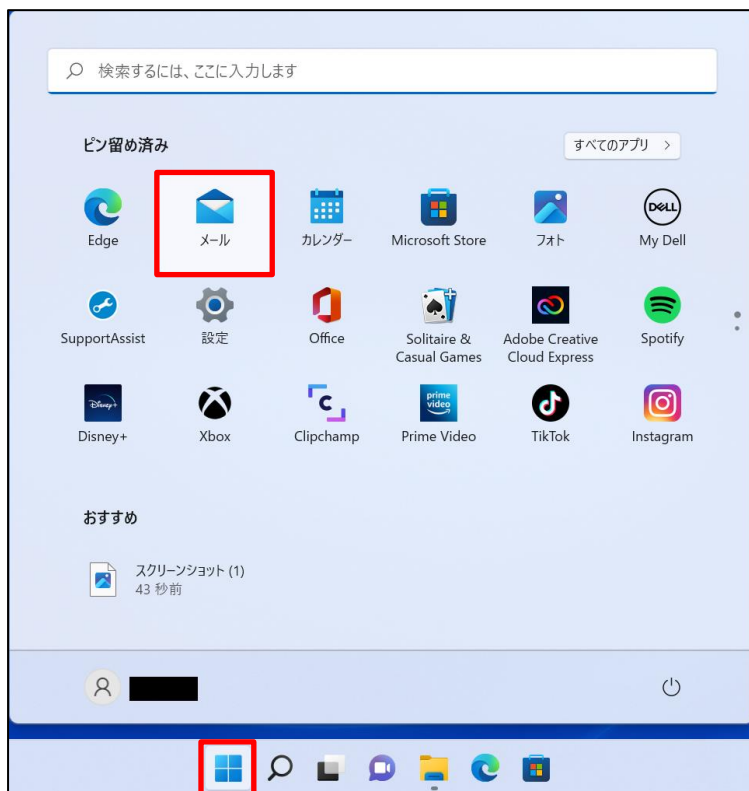 検索するには、ここに入力します
ピン留め済み
すべてのアプリ >
Edge
メール
カレンダー
Microsoft Store
フォト
DELL
My Dell
SupportAssist
設定
Office
Solitaire &
Casual Games
Adobe Creative
Cloud Express
Spotify
Disney+
Disney+
Xbox
Clipchamp
prime
video
Prime Video
TikTok
Instagram
おすすめ
スクリーンショット (1)
43 秒前